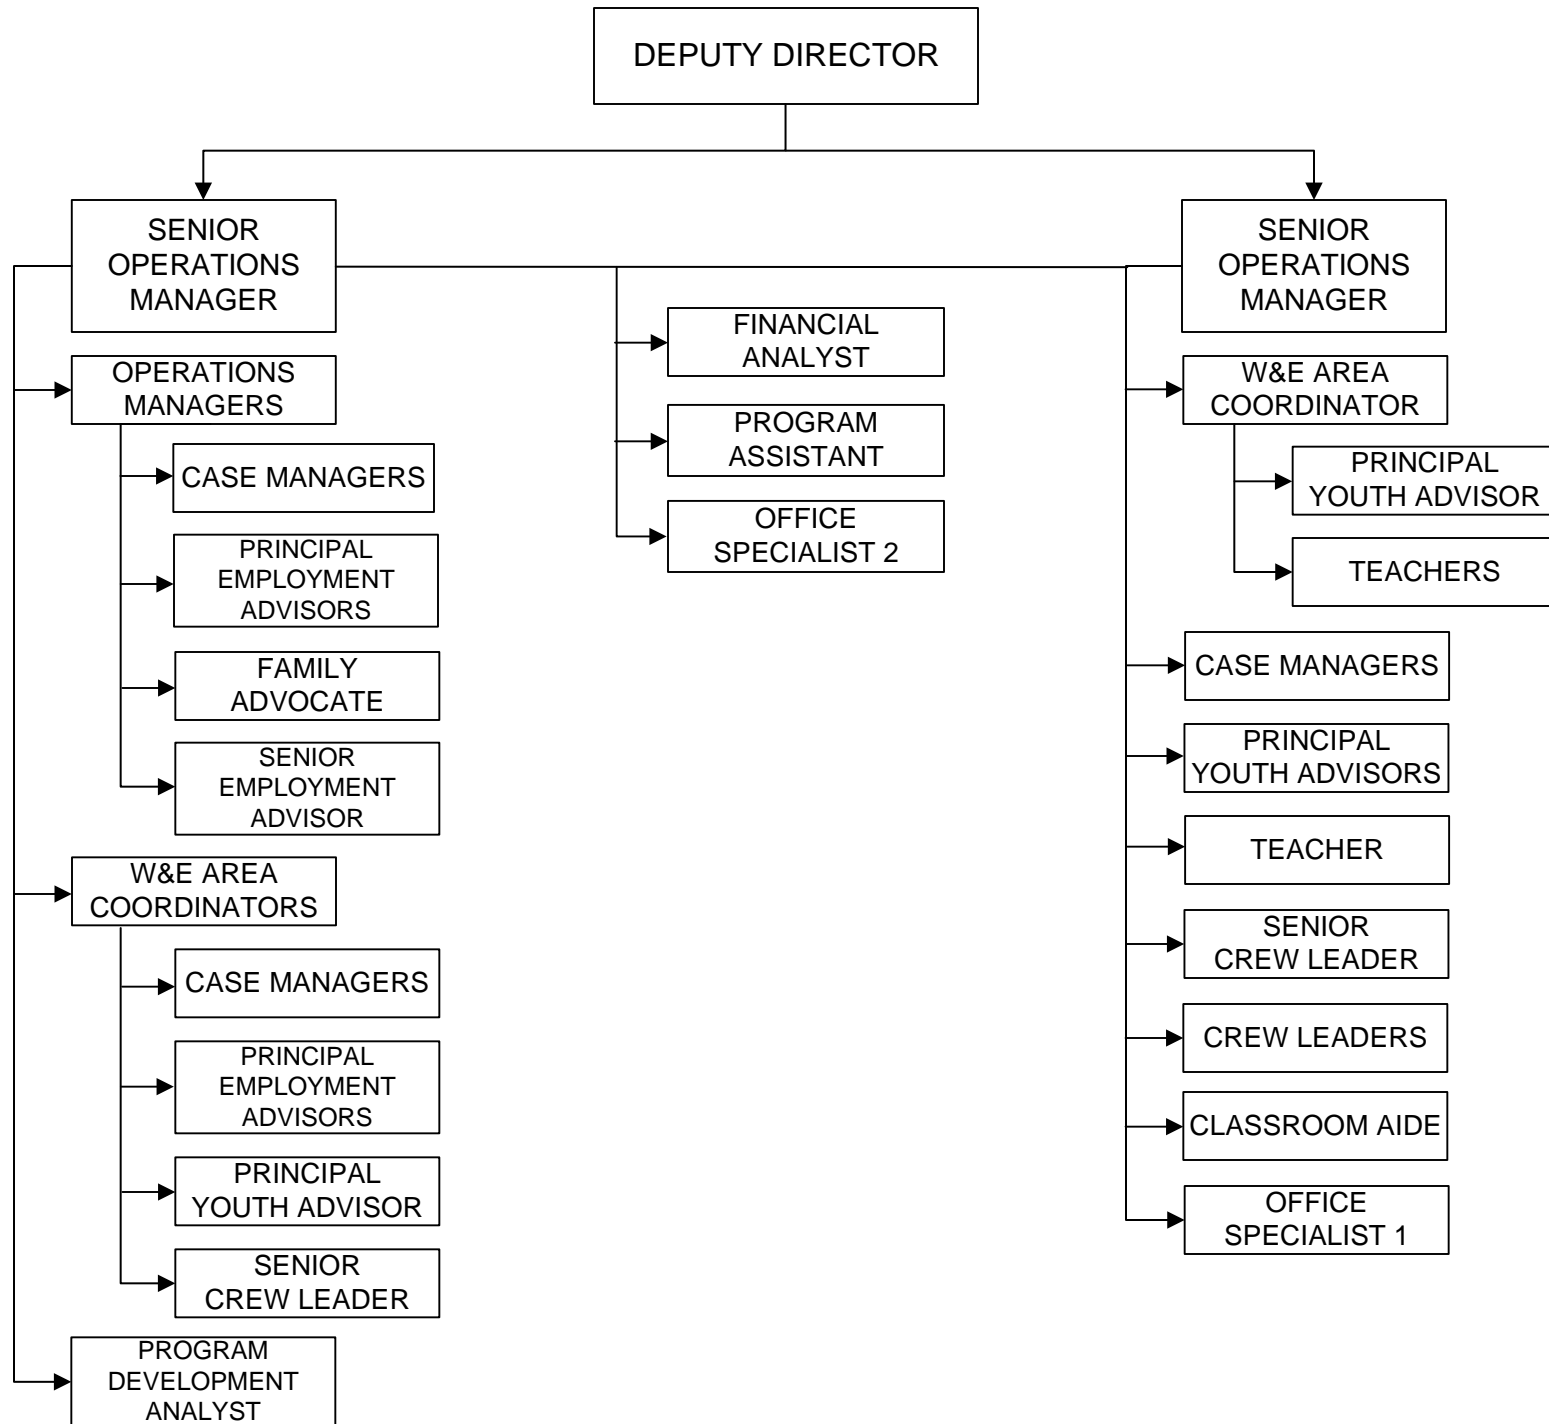 DEPUTY DIRECTOR
SENIOR
OPERATIONS
MANAGER
OPERATIONS
MANAGERS
CASE MANAGERS
PRINCIPAL
EMPLOYMENT
ADVISORS
FAMILY
ADVOCATE
SENIOR
EMPLOYMENT
ADVISOR
W&E AREA
COORDINATORS
CASE MANAGERS
PRINCIPAL
EMPLOYMENT
ADVISORS
PRINCIPAL
YOUTH ADVISOR
SENIOR
CREW LEADER
PROGRAM
DEVELOPMENT
ANALYST
FINANCIAL
ANALYST
PROGRAM
ASSISTANT
OFFICE
SPECIALIST 2
SENIOR
OPERATIONS
MANAGER
W&E AREA
COORDINATOR
PRINCIPAL
YOUTH ADVISOR
TEACHERS
CASE MANAGERS
PRINCIPAL
YOUTH ADVISORS
TEACHER
SENIOR
CREW LEADER
CREW LEADERS
CLASSROOM AIDE
OFFICE
SPECIALIST 1